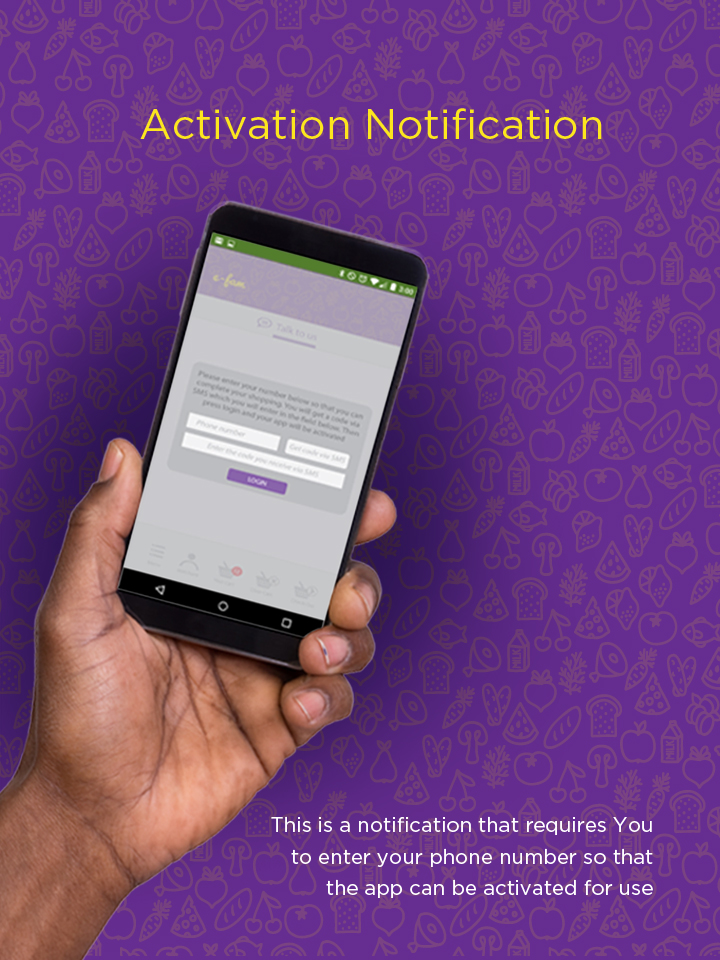 Activation Notification
3:00
e-fam
Talk to us
Please enter your number below so that you can
complete your shopping. You will get a code via
SMS which you will enter in the field below. Then
press login and your app will be activated
Phone number
Get code via SMS
Enter the code you receive via SMS
LOGIN
This is a notification that requires You
to enter your phone number so that
the app can be activated for use
MILK